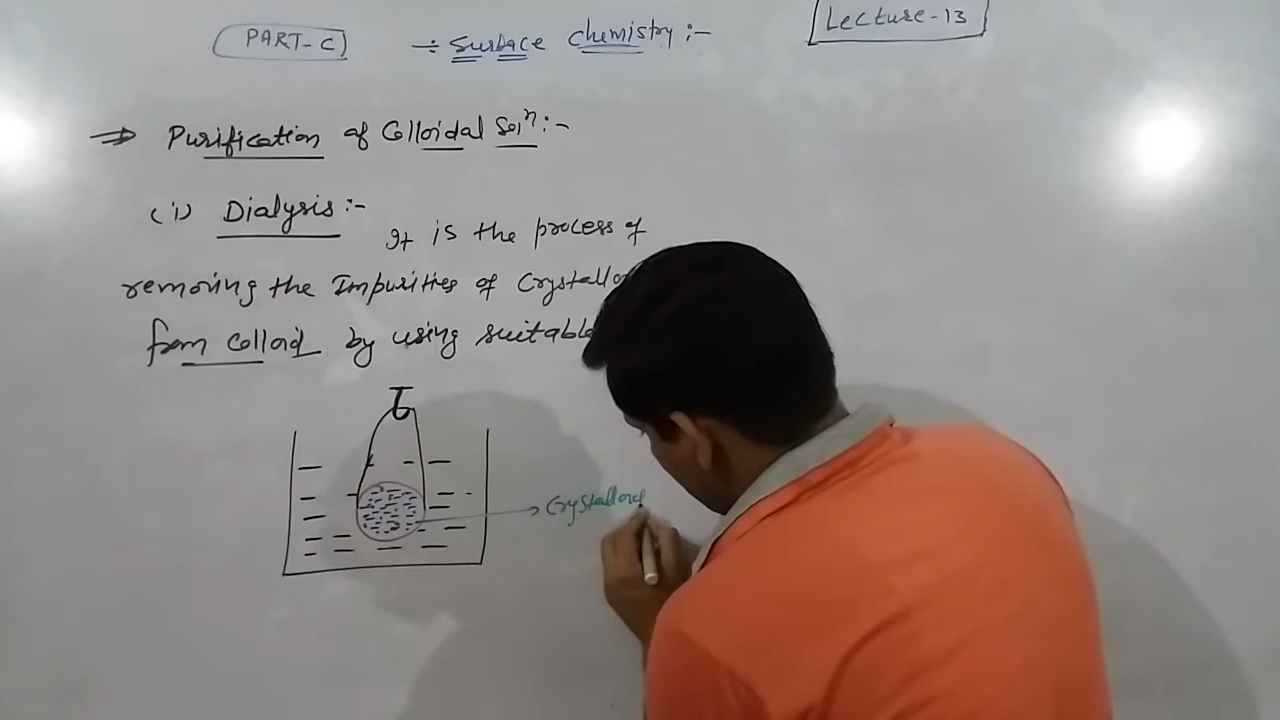 PART-C
÷ Surface chemistry :-
Lecture-13
⇒ Purification of Colloidal Solⁿ :-
(i) Dialysis :-
It is the process of
removing the Impurities of Crystallo
from Colloid by using suitable
→ Crystalloid